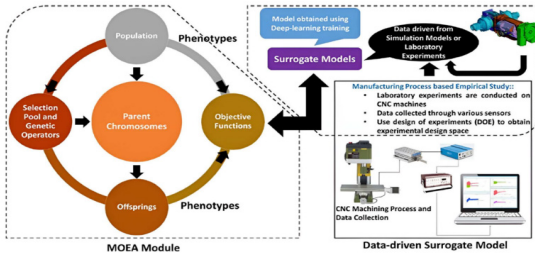 Population
Phenotypes
Selection
Pool and
Genetic
Operators
Parent
Chromosomes
Objective
Functions
Offsprings
Phenotypes
MOEA Module
Model obtained using
Deep-learning training
Surrogate Models
Data driven from
Simulation Models or
Laboratory
Experiments
Manufacturing Process based Empirical Study::
• Laboratory experiments are conducted on
CNC machines
• Data collected through various sensors
• Use design of experiments (DOE) to obtain
experimental design space
CNC Machining Process and
Data Collection
Data-driven Surrogate Model